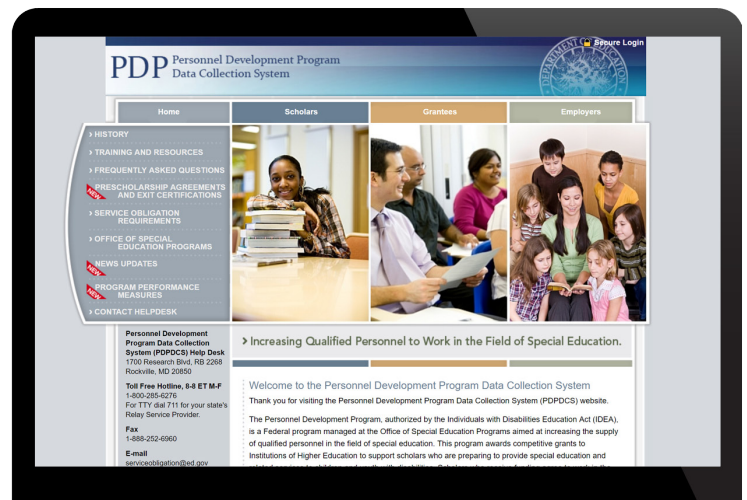 Secure Login
PDP Personnel Development Program
Data Collection System
Home
Scholars
Grantees
Employers
› HISTORY
› TRAINING AND RESOURCES
› FREQUENTLY ASKED QUESTIONS
NEW
PRESCHOLARSHIP AGREEMENTS
AND EXIT CERTIFICATIONS
› SERVICE OBLIGATION
REQUIREMENTS
› OFFICE OF SPECIAL
EDUCATION PROGRAMS
NEW
NEWS UPDATES
NEW
PROGRAM PERFORMANCE
MEASURES
› CONTACT HELPDESK
› Increasing Qualified Personnel to Work in the Field of Special Education.
Personnel Development
Program Data Collection
System (PDPDCS) Help Desk
1700 Research Blvd, RB 2268
Rockville, MD 20850
Toll Free Hotline, 8-8 ET M-F
1-800-285-6276
For TTY dial 711 for your state's
Relay Service Provider.
Fax
1-888-252-6960
E-mail
serviceobligation@ed.gov
Welcome to the Personnel Development Program Data Collection System
Thank you for visiting the Personnel Development Program Data Collection System (PDPDCS) website.
The Personnel Development Program, authorized by the Individuals with Disabilities Education Act (IDEA),
is a Federal program managed at the Office of Special Education Programs aimed at increasing the supply
of qualified personnel in the field of special education. This program awards competitive grants to
Institutions of Higher Education to support scholars who are preparing to provide special education and